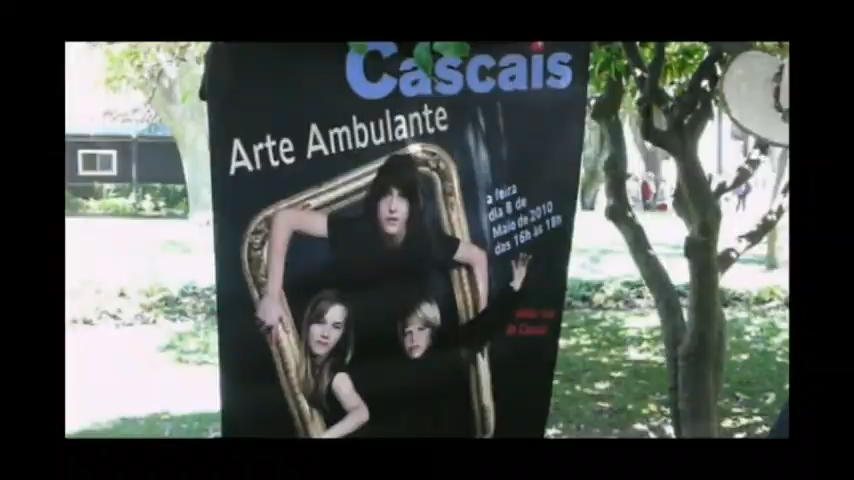 Cascais
Arte Ambulante
a feira
dia 8 de
Maio de 2010
das 16h às 18h